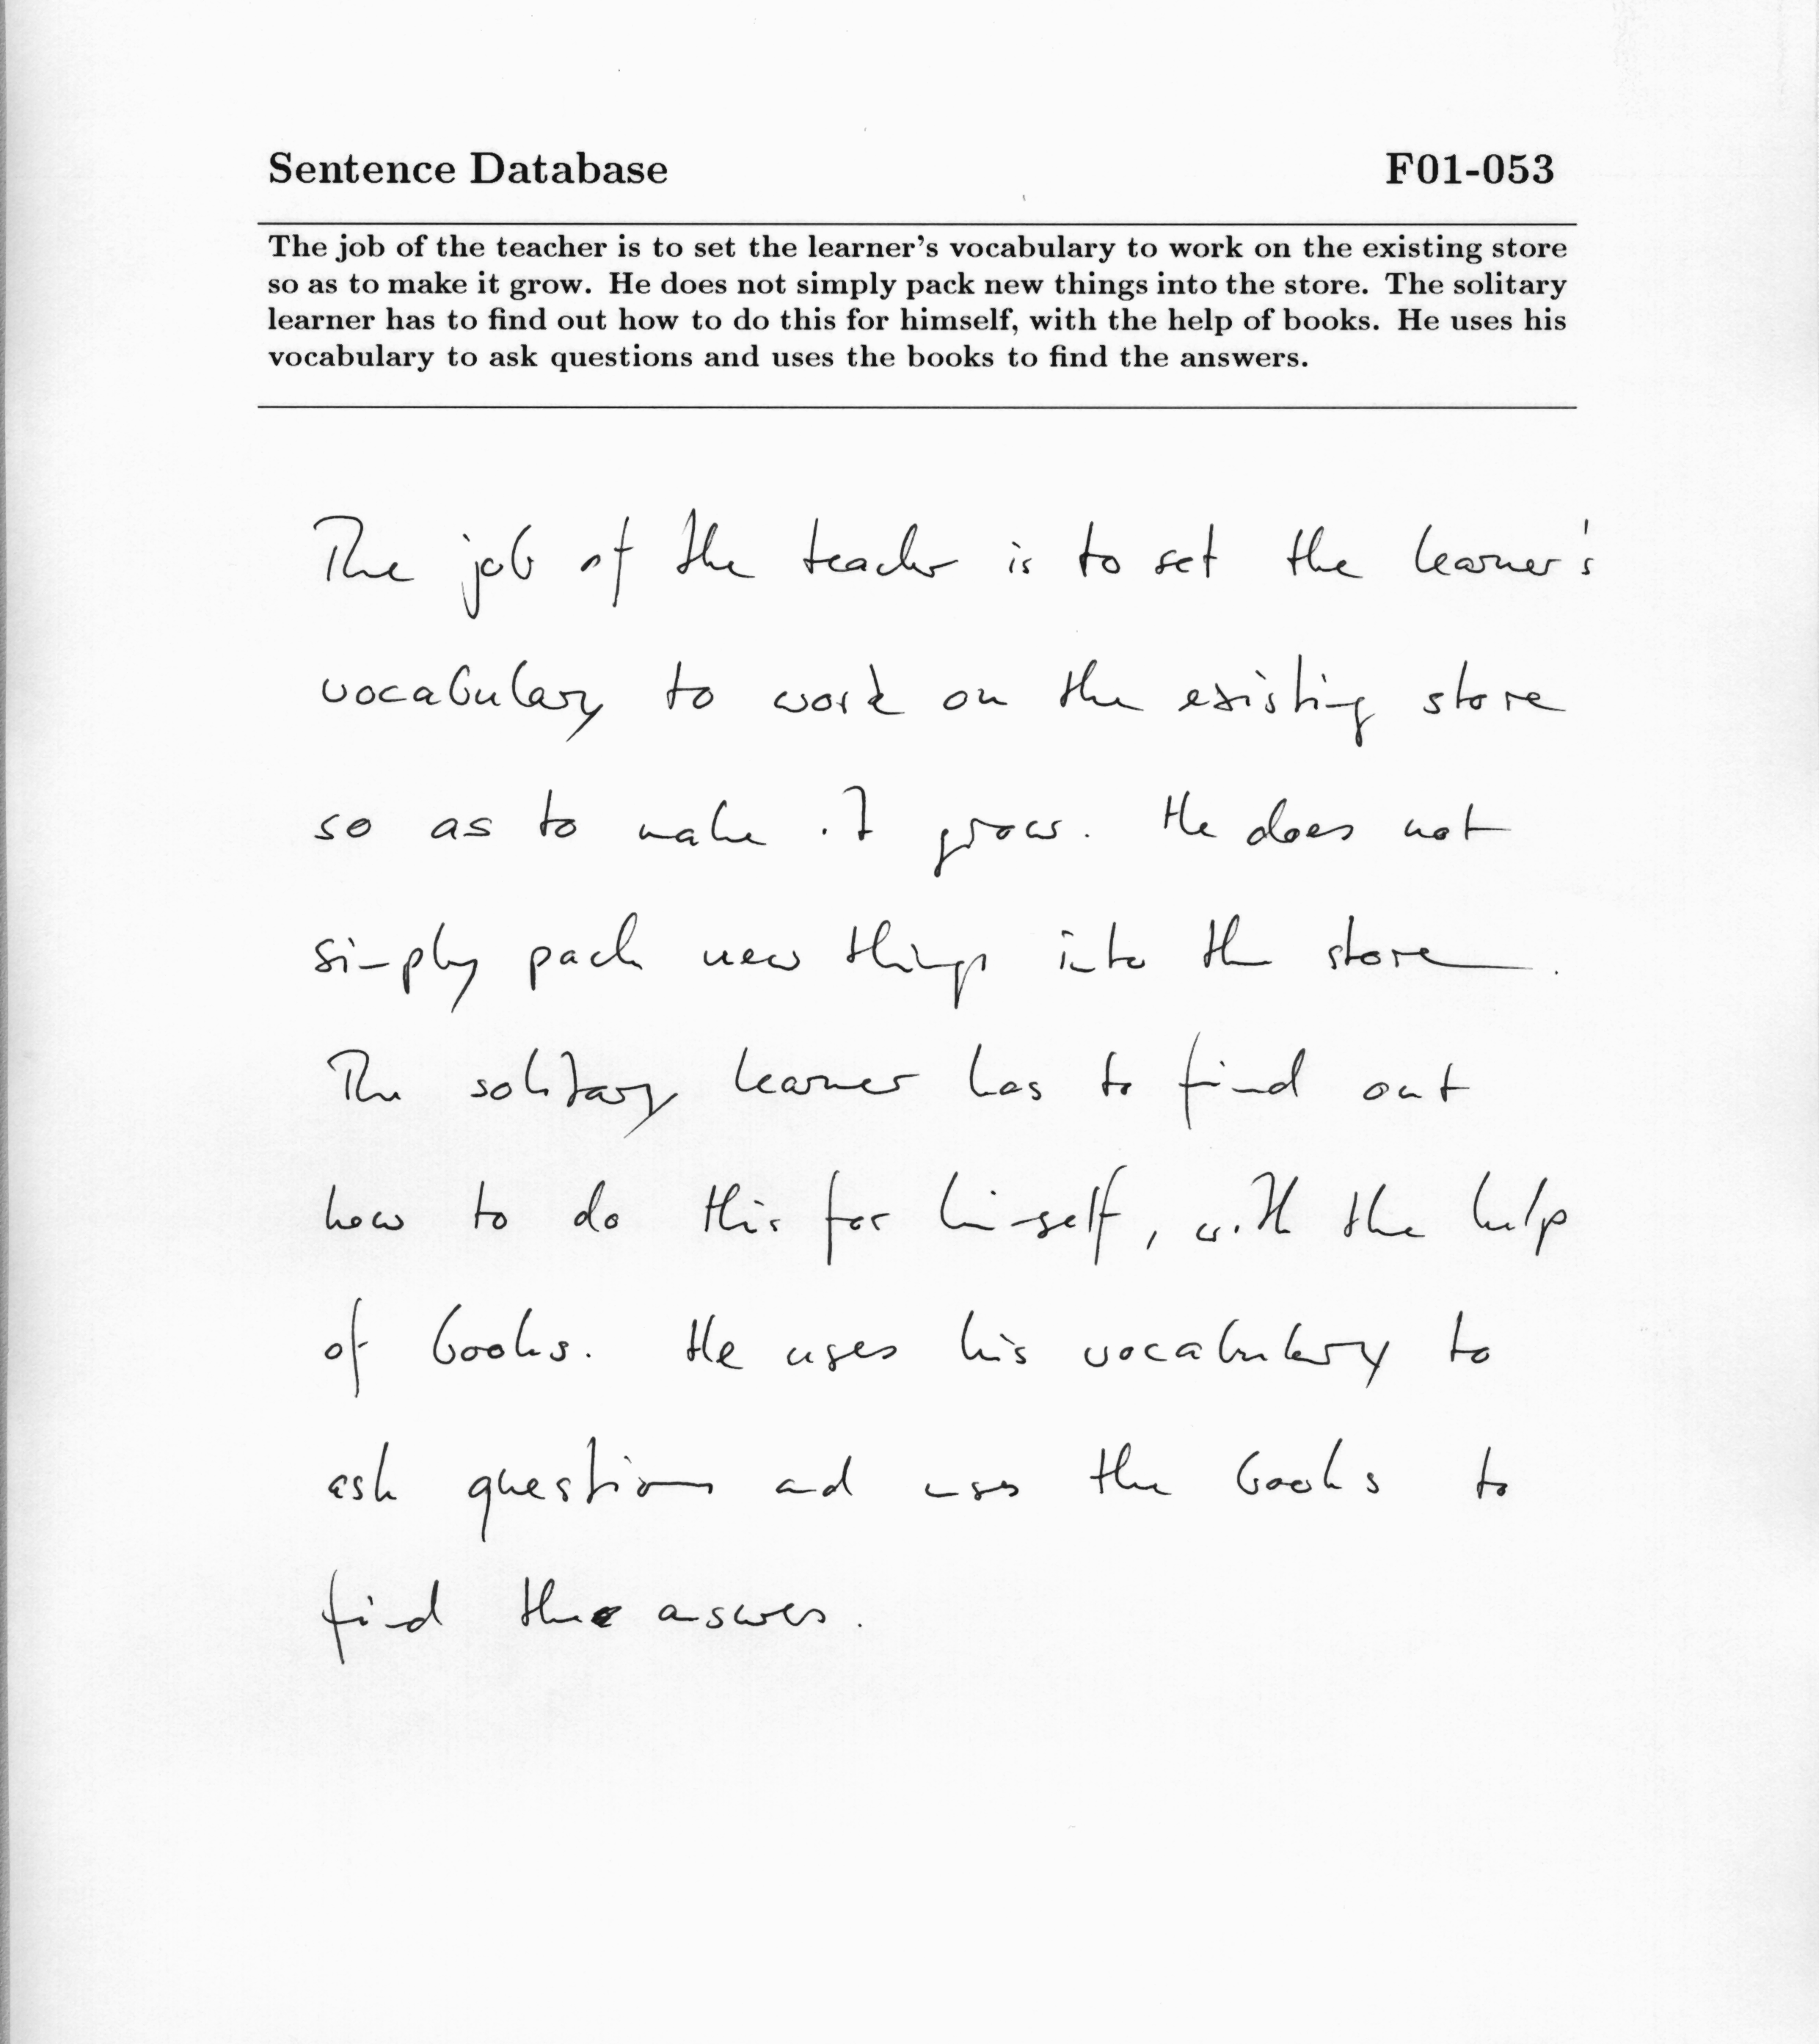 Sentence Database F01-053
The job of the teacher is to set the learner's vocabulary to work on the existing store
so as to make it grow. He does not simply pack new things into the store. The solitary
learner has to find out how to do this for himself, with the help of books. He uses his
vocabulary to ask questions and uses the books to find the answers.
The job of the teacher is to set the learner's
vocabulary to work on the existing store
so as to make it grow. He does not
simply pack new things into the store.
The solitary learner has to find out
how to do this for himself, with the help
of books. He uses his vocabulary to
ask questions and uses the books to
find the answers.